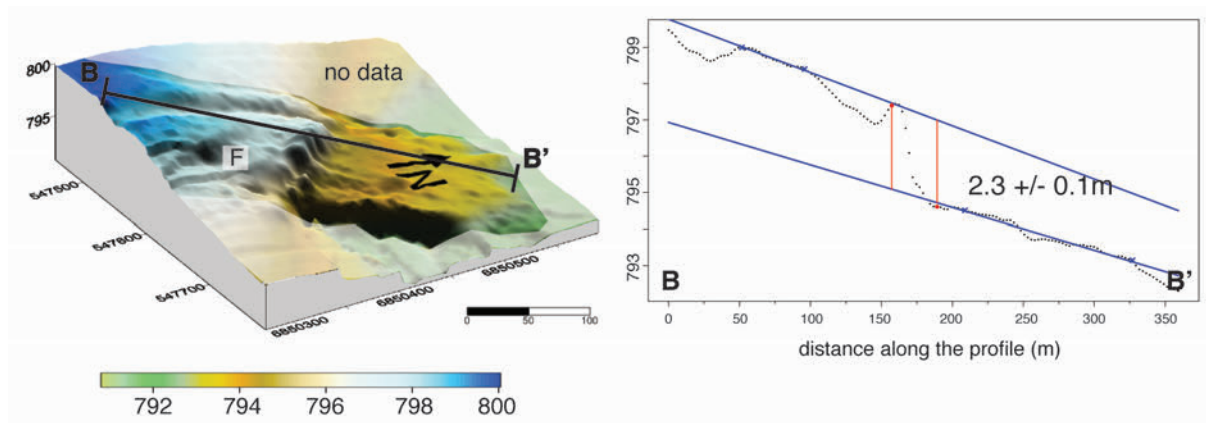 no data
800
795
B
B'
F
N
547500
547600
547700
6850300
6850400
6850500
0 50 100
792 794 796 798 800
799
797
795
793
2.3 +/- 0.1m
B
B'
0 50 100 150 200 250 300 350
distance along the profile (m)